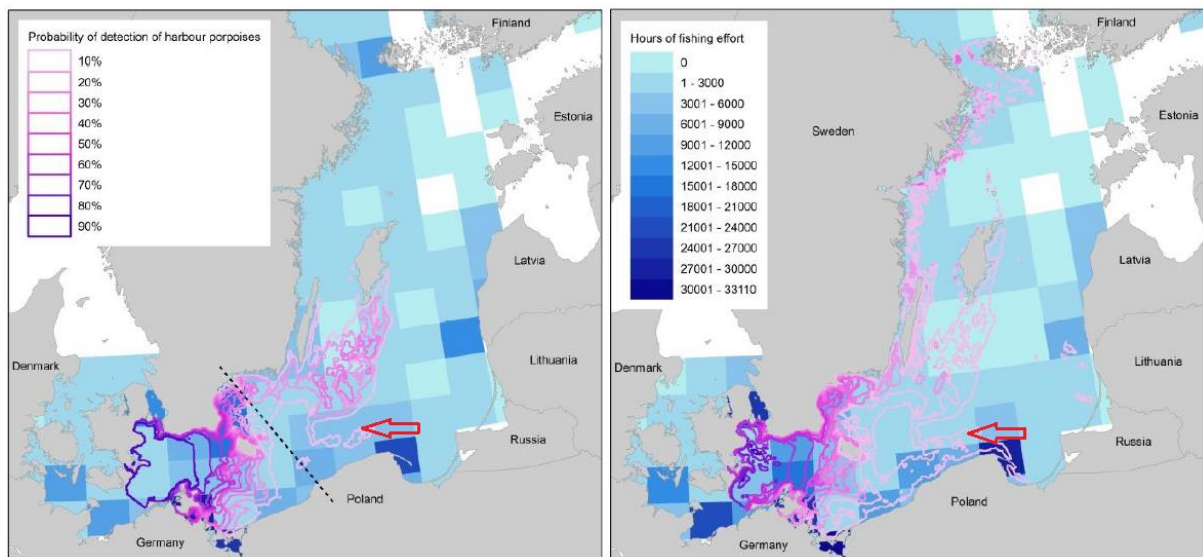 Finland
Probability of detection of harbour porpoises
10%
20%
30%
40%
50%
60%
70%
80%
90%
Estonia
Latvia
Lithuania
Denmark
Russia
Poland
Germany
Finland
Hours of fishing effort
0
1 - 3000
3001 - 6000
6001 - 9000
9001 - 12000
12001 - 15000
15001 - 18000
18001 - 21000
21001 - 24000
24001 - 27000
27001 - 30000
30001 - 33110
Sweden
Estonia
Latvia
Lithuania
Denmark
Russia
Poland
Germany